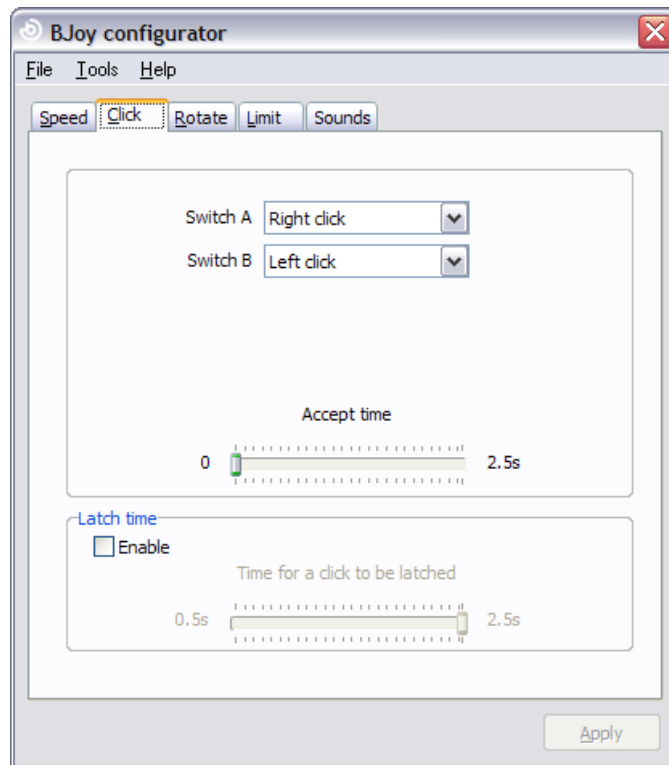 BJoy configurator
File Tools Help
Speed Click Rotate Limit Sounds
Switch A Right click
Switch B Left click
Accept time
0 2.5s
Latch time
Enable
Time for a click to be latched
0.5s 2.5s
Apply